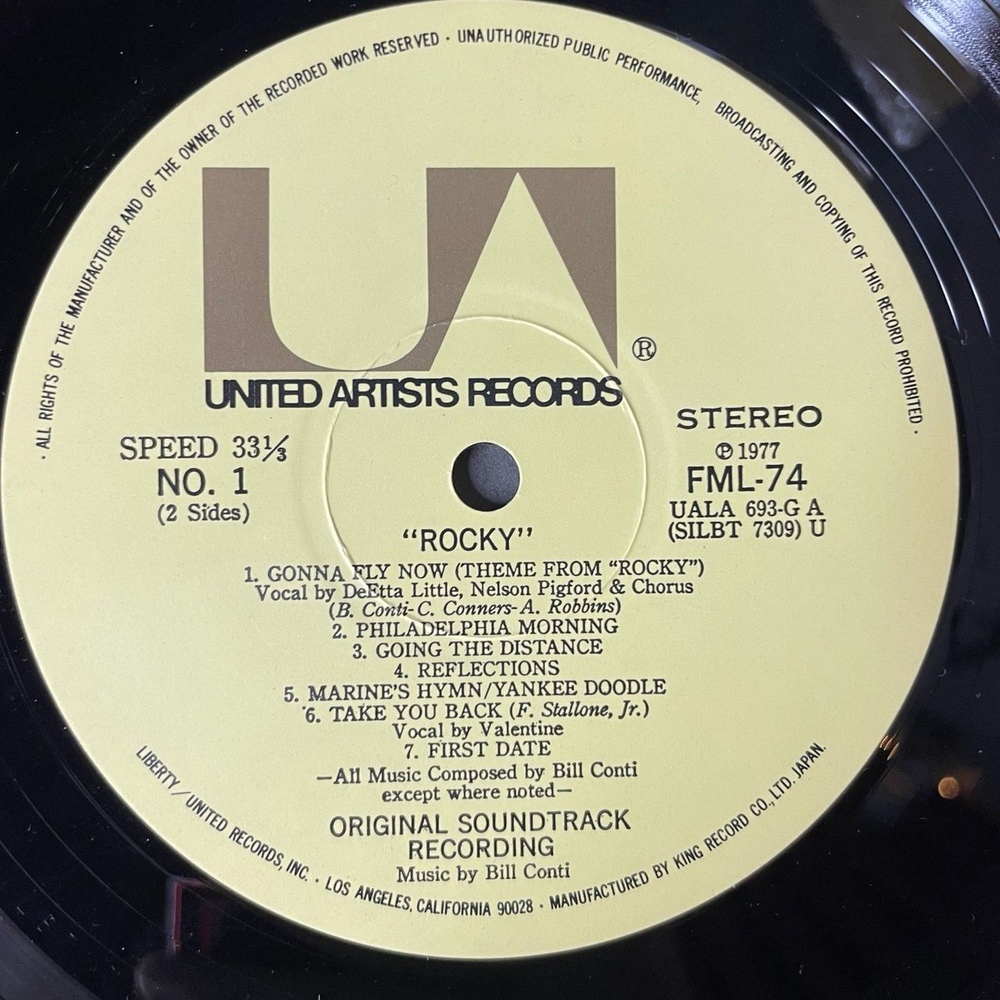 · ALL RIGHTS OF THE MANUFACTURER AND OF THE OWNER OF THE RECORDED WORK RESERVED · UNAUTHORIZED PUBLIC PERFORMANCE, BROADCASTING AND COPYING OF THIS RECORD PROHIBITED ·
UA
®
UNITED ARTISTS RECORDS
SPEED 33⅓
NO. 1
(2 Sides)
STEREO
Ⓟ 1977
FML-74
UALA 693-G A
(SILBT 7309) U
"ROCKY"
1. GONNA FLY NOW (THEME FROM "ROCKY")
Vocal by DeEtta Little, Nelson Pigford & Chorus
(B. Conti-C. Conners-A. Robbins)
2. PHILADELPHIA MORNING
3. GOING THE DISTANCE
4. REFLECTIONS
5. MARINE'S HYMN/YANKEE DOODLE
6. TAKE YOU BACK (F. Stallone, Jr.)
Vocal by Valentine
7. FIRST DATE
—All Music Composed by Bill Conti
except where noted—
ORIGINAL SOUNDTRACK
RECORDING
Music by Bill Conti
LIBERTY/UNITED RECORDS, INC. · LOS ANGELES, CALIFORNIA 90028 · MANUFACTURED BY KING RECORD CO., LTD. JAPAN.